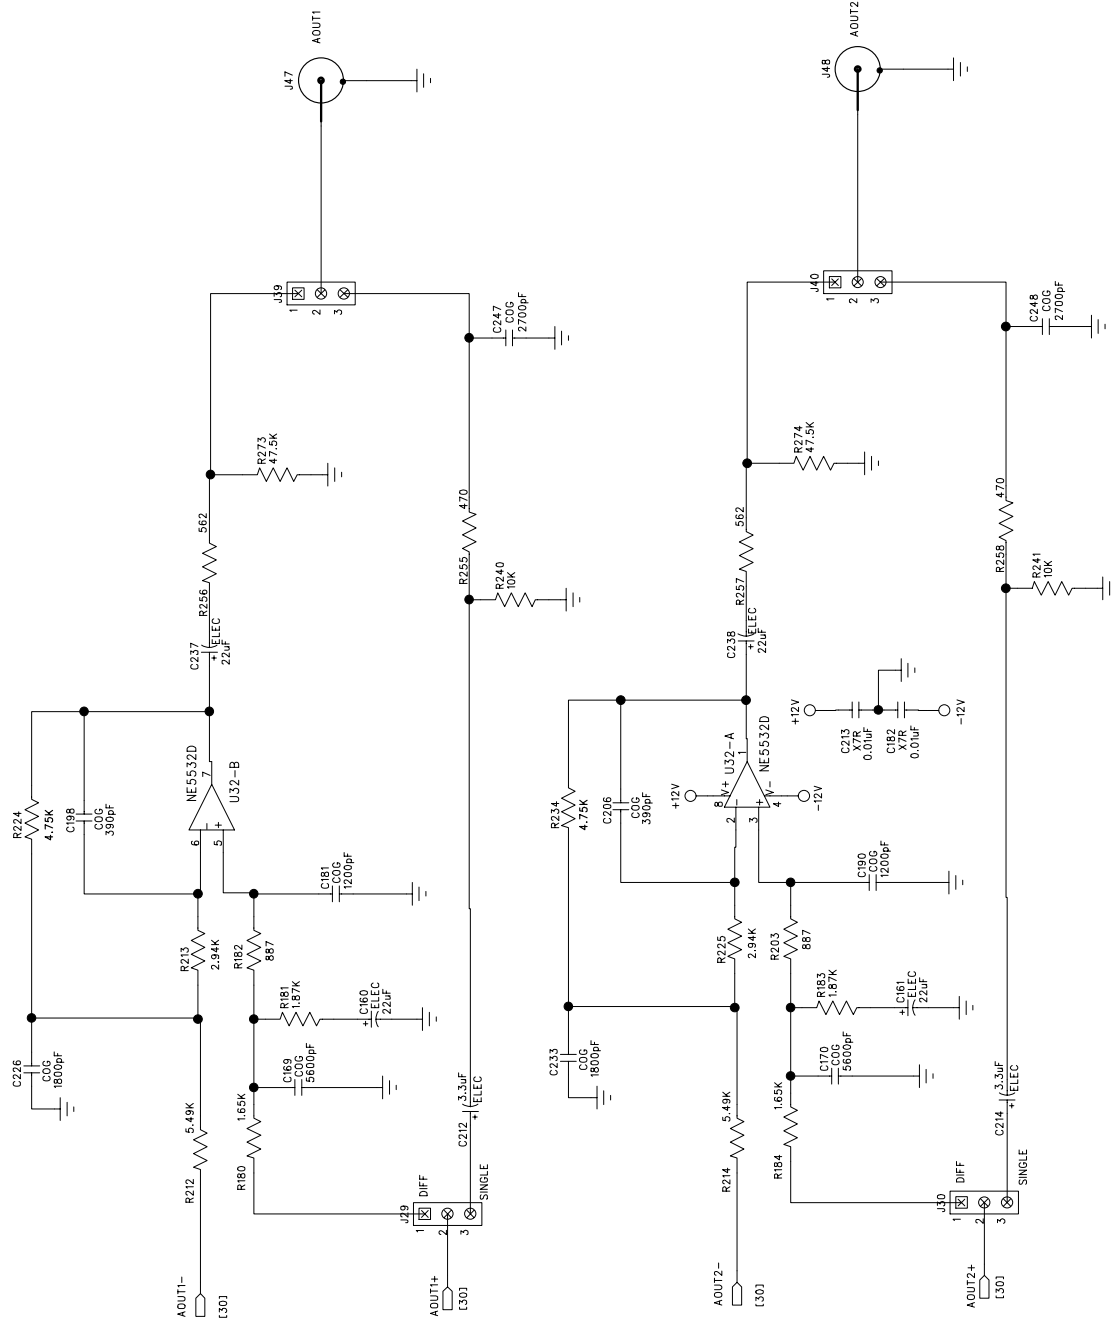 AOUT1
J47
J39
1
2
3
C247
COG
2700pF
R273
47.5K
562
R256
470
R255
R240
10K
C237
ELEC
+
22uF
R224
4.75K
C198
COG
390pF
NE5532D
7
U32-B
6
5
C181
COG
1200pF
R213
2.94K
R182
887
R181
1.87K
C160
ELEC
22uF
+
C226
COG
1800pF
C169
COG
5600pF
5.49K
R212
1.65K
R180
3.3uF
ELEC
C212
+
DIFF
J29
1
2
3
SINGLE
AOUT1-
[30]
AOUT1+
[30]
AOUT2
J48
J40
1
2
3
C248
COG
2700pF
R274
47.5K
562
R257
470
R258
R241
10K
C238
ELEC
+
22uF
R234
4.75K
C206
COG
390pF
+12V
U32-A
NE5532D
1
8
V+
V-
4
2
3
-12V
+12V
C213
X7R
0.01uF
C182
X7R
0.01uF
-12V
C190
COG
1200pF
R225
2.94K
R203
887
R183
1.87K
C161
ELEC
22uF
+
C233
COG
1800pF
C170
COG
5600pF
5.49K
R214
1.65K
R184
3.3uF
ELEC
C214
+
DIFF
J30
1
2
3
SINGLE
AOUT2-
[30]
AOUT2+
[30]